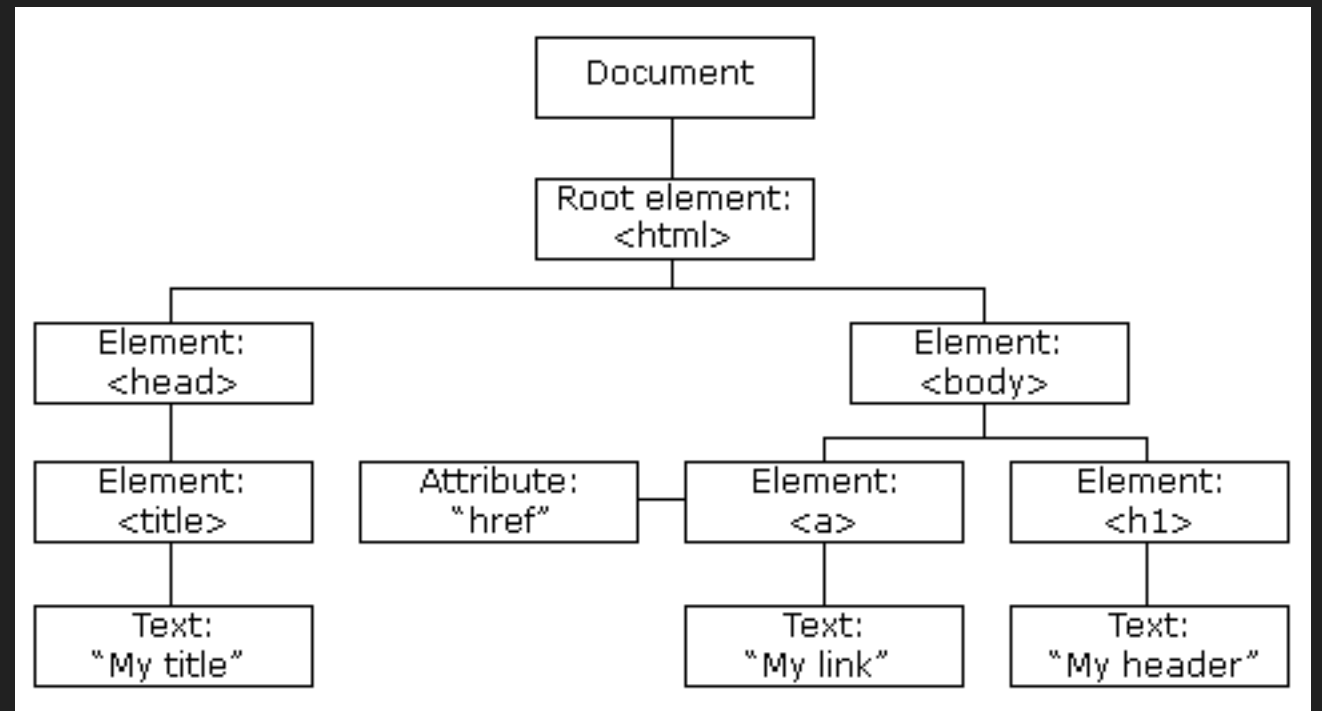 Document
Root element:
<html>
Element:
<head>
Element:
<body>
Element:
<title>
Attribute:
“href”
Element:
<a>
Element:
<h1>
Text:
“My title”
Text:
“My link”
Text:
“My header”